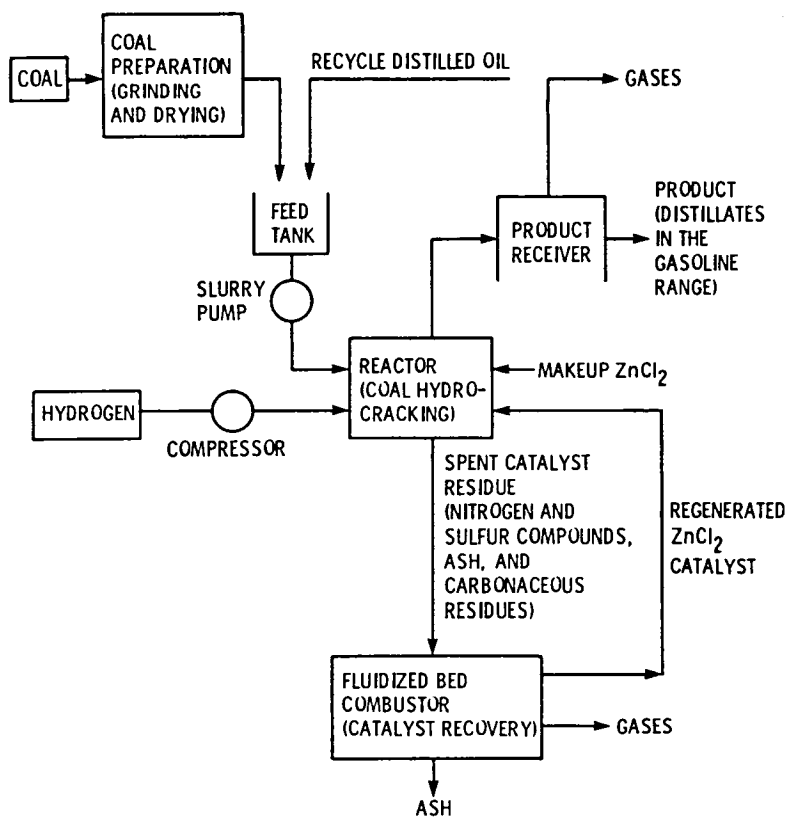 COAL
COAL
PREPARATION
(GRINDING
AND DRYING)
RECYCLE DISTILLED OIL
GASES
FEED
TANK
PRODUCT
RECEIVER
PRODUCT
(DISTILLATES
IN THE
GASOLINE
RANGE)
SLURRY
PUMP
REACTOR
(COAL HYDRO-
CRACKING)
MAKEUP ZnCl2
HYDROGEN
COMPRESSOR
SPENT CATALYST
RESIDUE
(NITROGEN AND
SULFUR COMPOUNDS,
ASH, AND
CARBONACEOUS
RESIDUES)
REGENERATED
ZnCl2
CATALYST
FLUIDIZED BED
COMBUSTOR
(CATALYST RECOVERY)
GASES
ASH